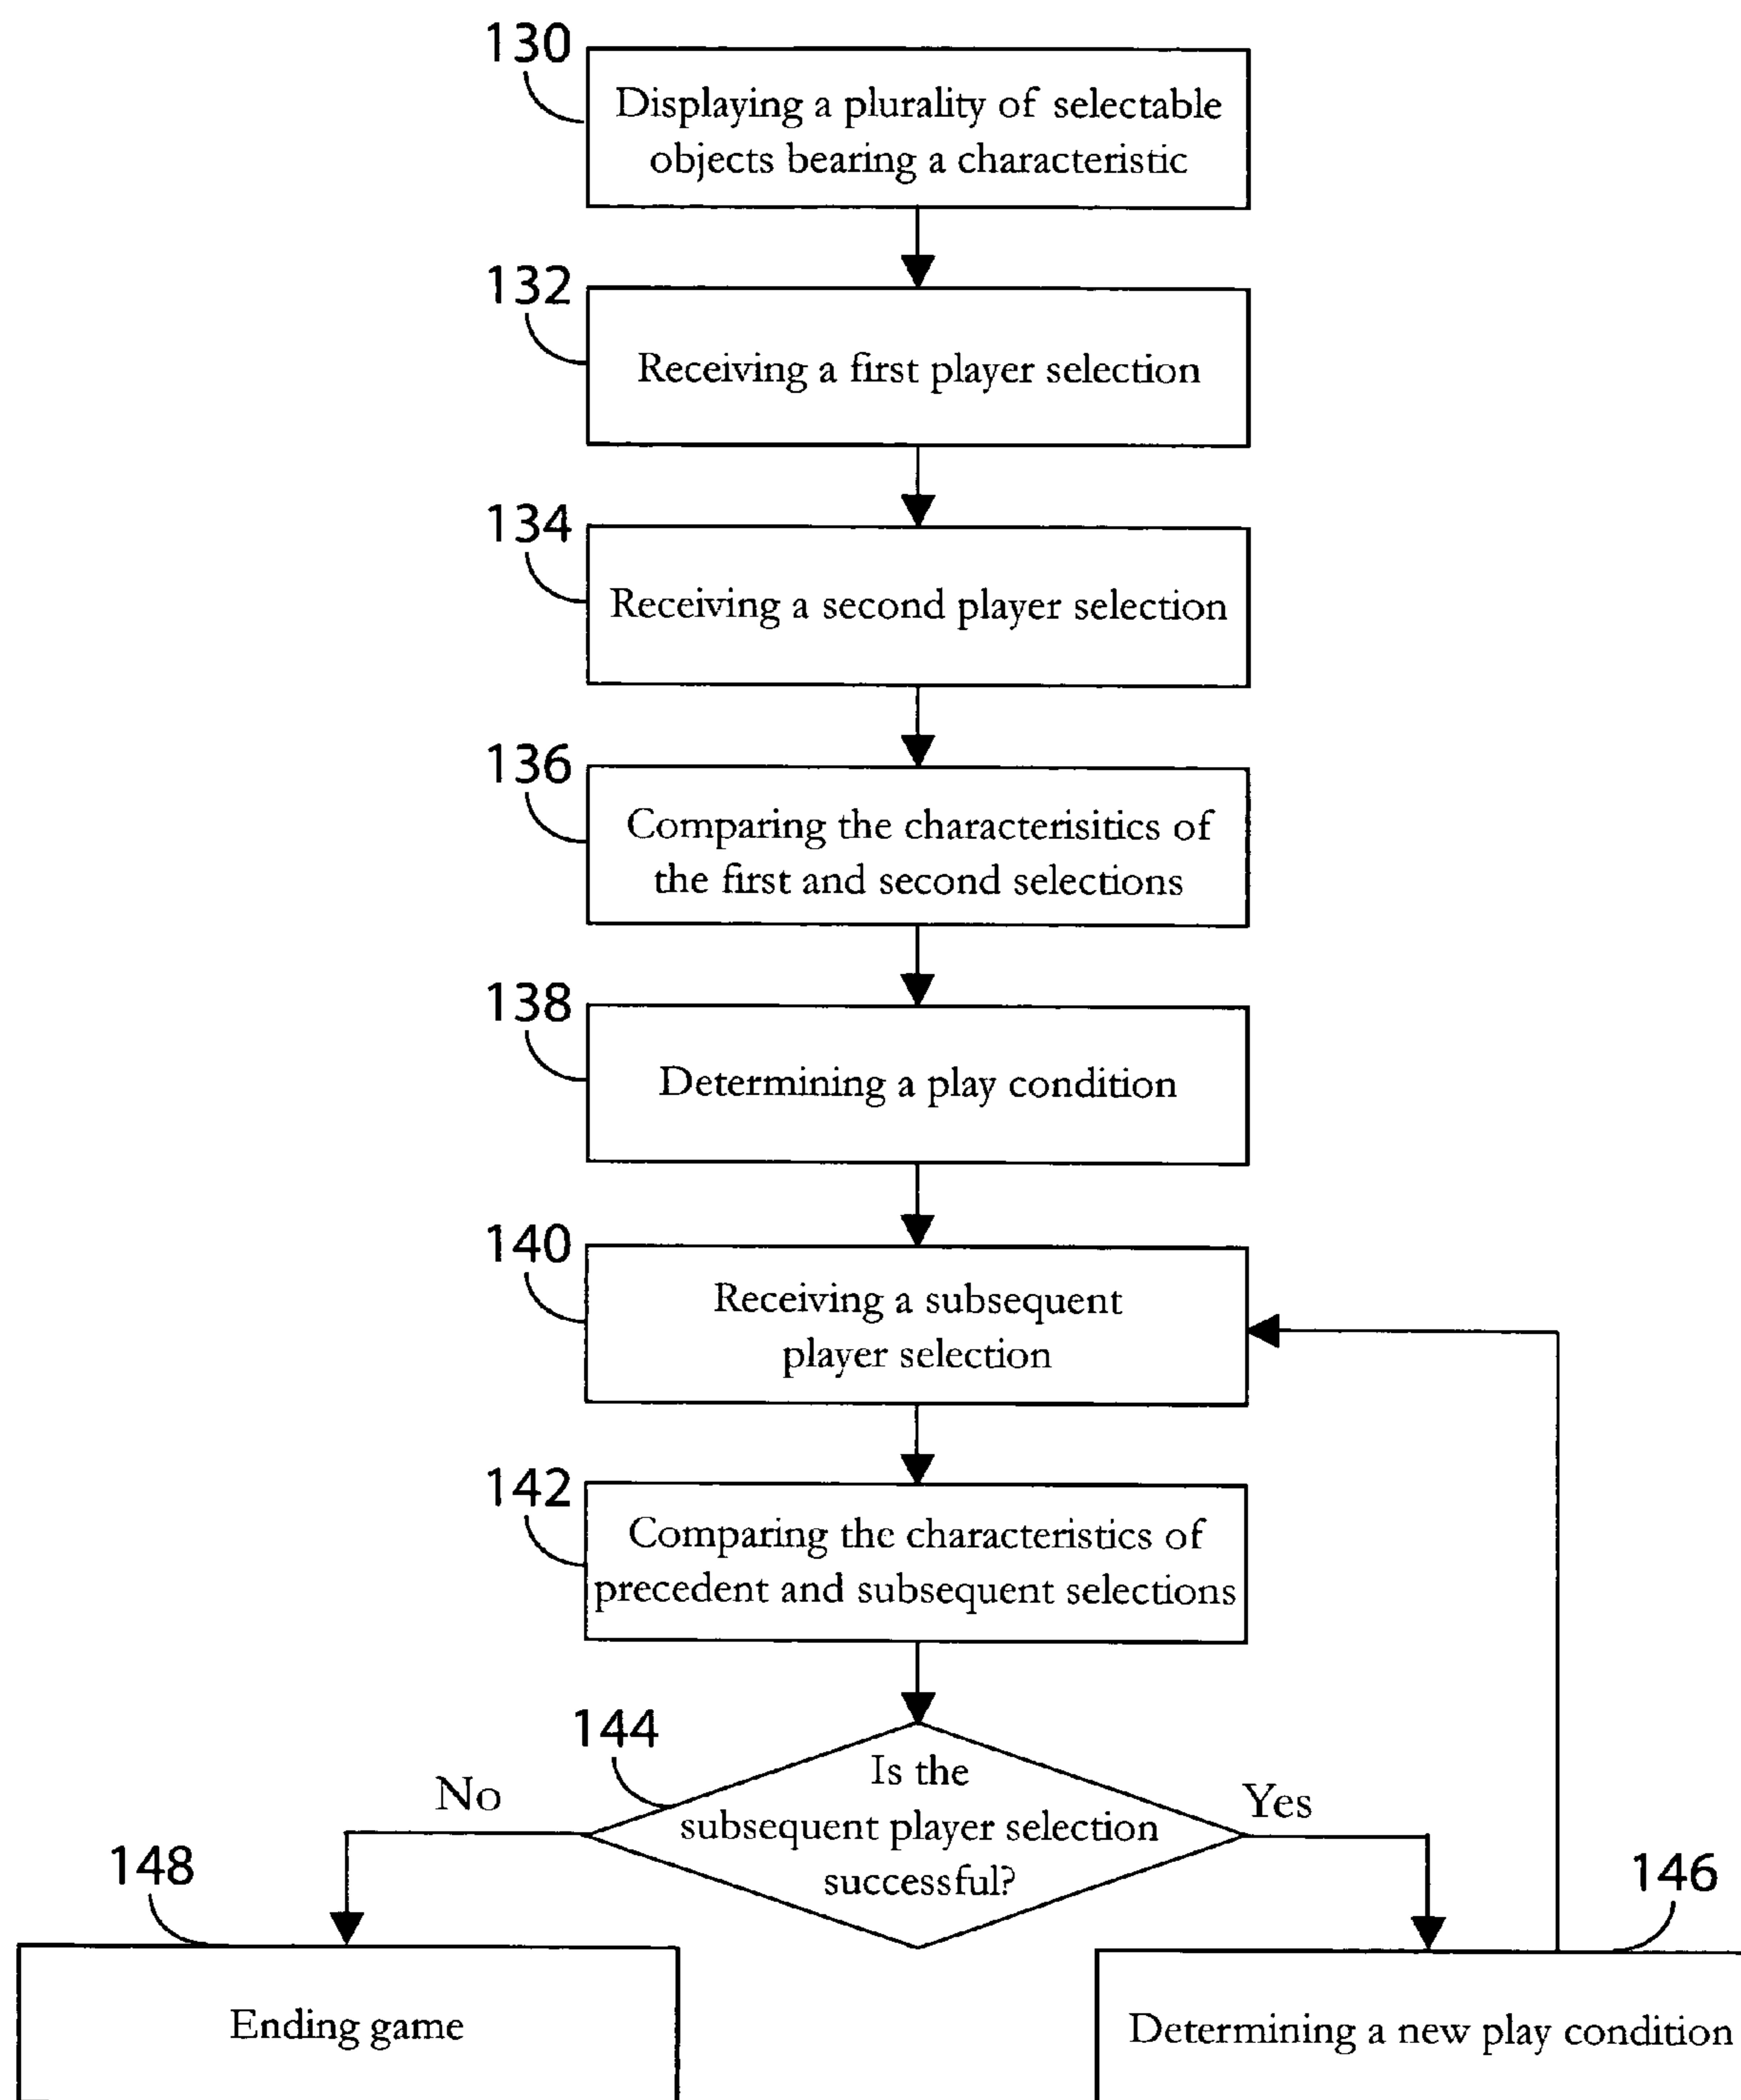 130
Displaying a plurality of selectable
objects bearing a characteristic
132
Receiving a first player selection
134
Receiving a second player selection
136
Comparing the characterisitics of
the first and second selections
138
Determining a play condition
140
Receiving a subsequent
player selection
142
Comparing the characteristics of
precedent and subsequent selections
144
Is the
subsequent player selection
successful?
No
Yes
148
Ending game
146
Determining a new play condition